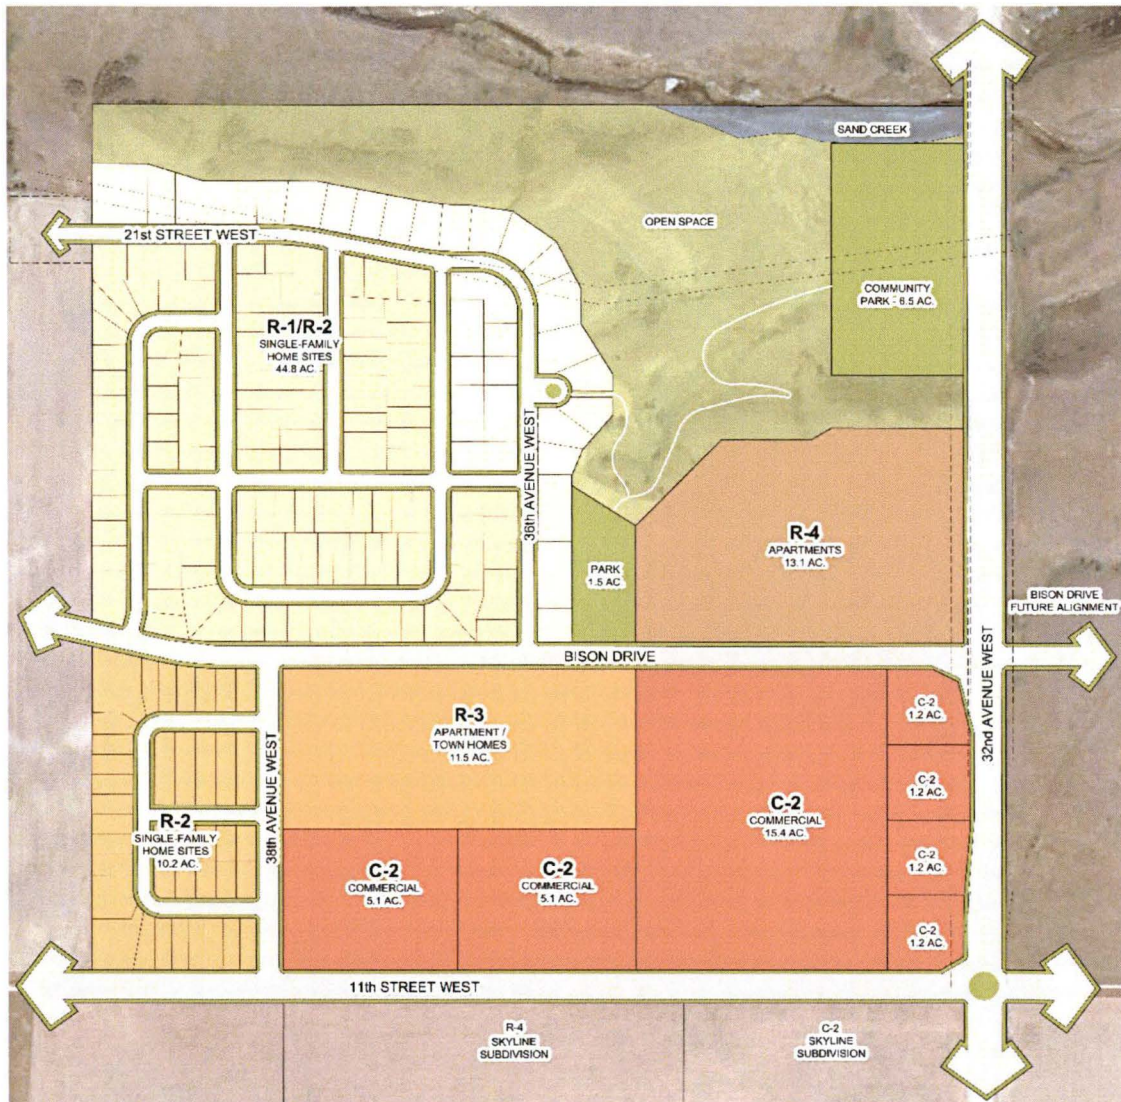 SAND CREEK
OPEN SPACE
21st STREET WEST
COMMUNITY
PARK - 6.5 AC.
R-1/R-2
SINGLE-FAMILY
HOME SITES
44.8 AC.
36th AVENUE WEST
R-4
APARTMENTS
13.1 AC.
PARK
1.5 AC
BISON DRIVE
FUTURE ALIGNMENT
BISON DRIVE
32nd AVENUE WEST
C-2
1.2 AC.
R-3
APARTMENT /
TOWN HOMES
11.5 AC.
38th AVENUE WEST
C-2
1.2 AC.
C-2
COMMERCIAL
15.4 AC.
R-2
SINGLE-FAMILY
HOME SITES
10.2 AC.
C-2
1.2 AC.
C-2
COMMERCIAL
5.1 AC.
C-2
COMMERCIAL
5.1 AC.
C-2
1.2 AC.
11th STREET WEST
R-4
SKYLINE
SUBDIVISION
C-2
SKYLINE
SUBDIVISION